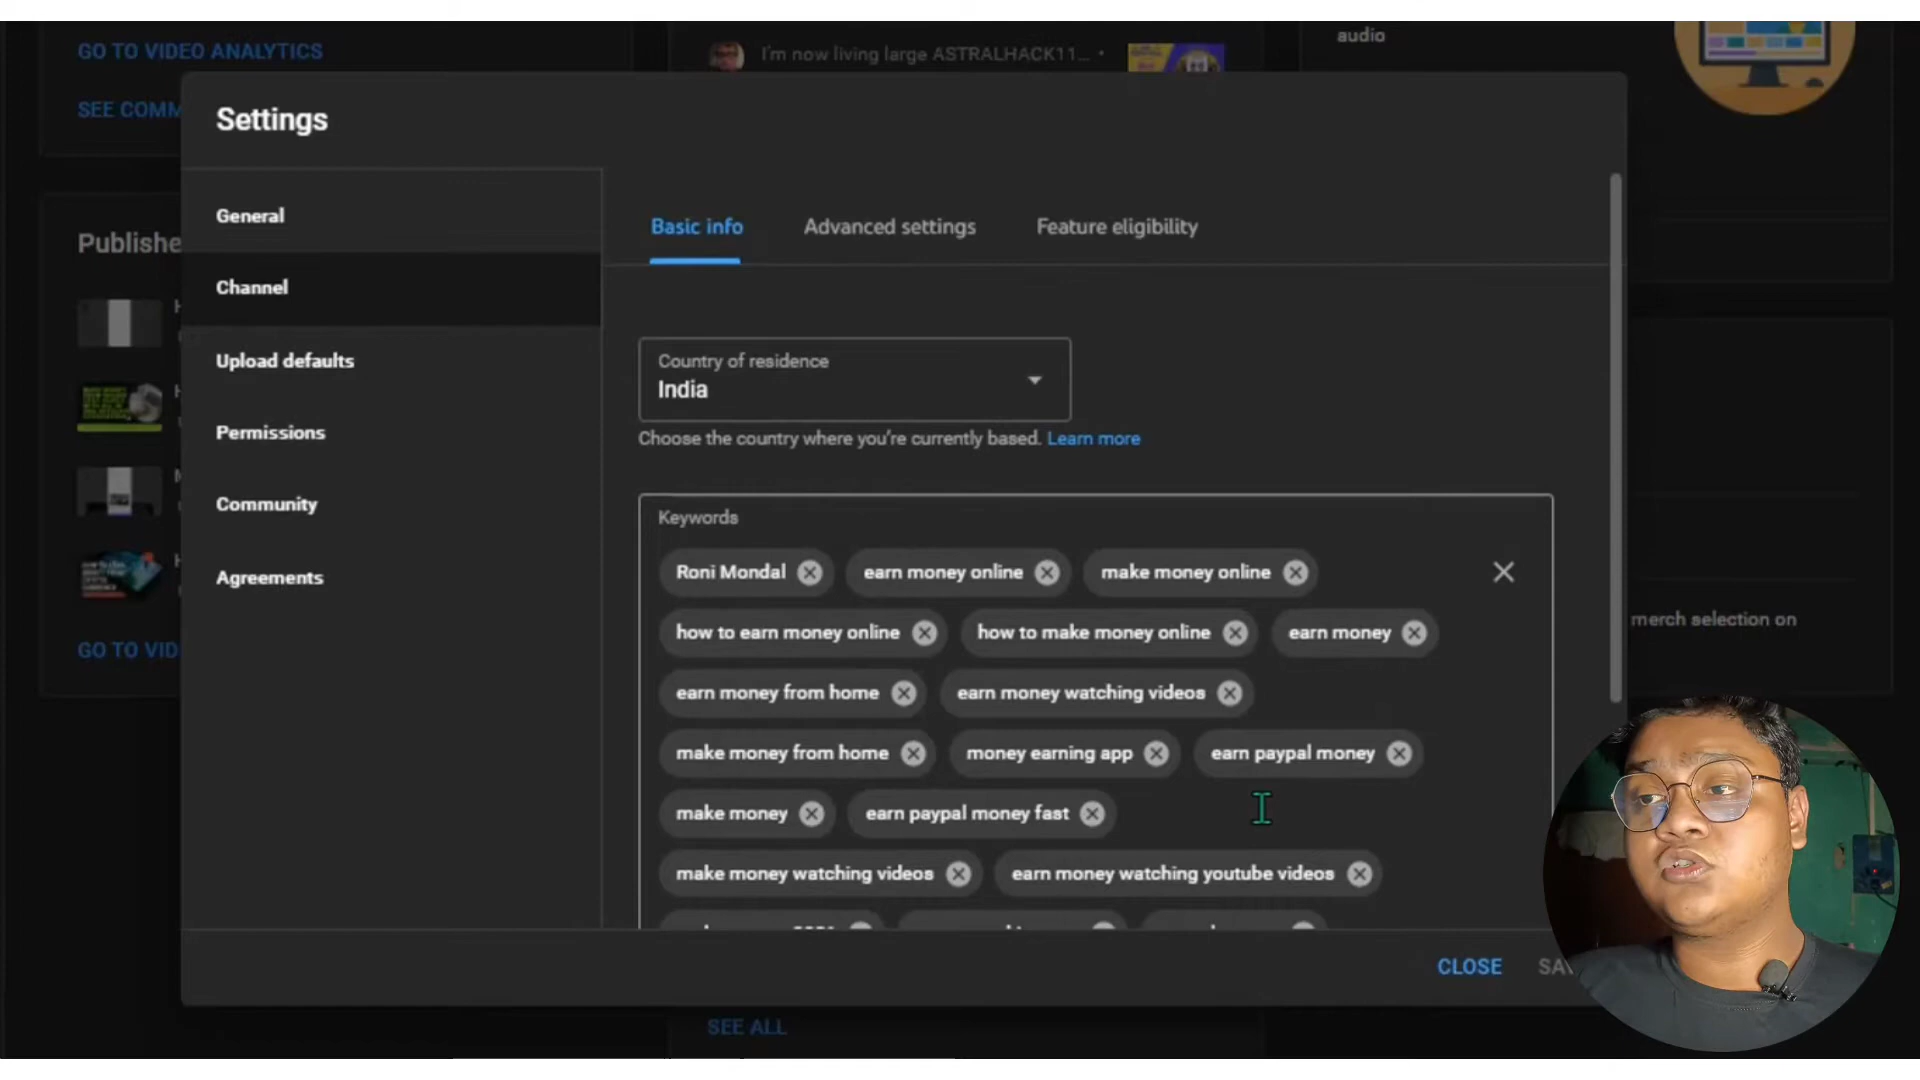 GO TO VIDEO ANALYTICS
I'm now living large ASTRALHACK11... •
audio
SEE COMM
Settings
General
Channel
Upload defaults
Permissions
Community
Agreements
Publishe
GO TO VID
Basic info
Advanced settings
Feature eligibility
Country of residence
India
Choose the country where you're currently based. Learn more
Keywords
Roni Mondal
earn money online
make money online
how to earn money online
how to make money online
earn money
earn money from home
earn money watching videos
make money from home
money earning app
earn paypal money
make money
earn paypal money fast
make money watching videos
earn money watching youtube videos
merch selection on
CLOSE
SAV
SEE ALL